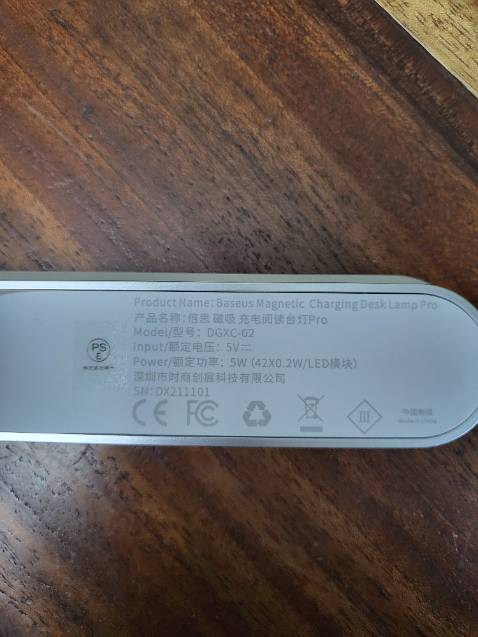 Product Name: Baseus Magnetic Charging Desk Lamp Pro
产品名称: 倍思 磁吸 充电阅读台灯Pro
Model/型号: DGXC-02
Input/额定电压: 5V⎓
Power/额定功率: 5W (42X0.2W/LED模块)
深圳市时商创展科技有限公司
SN: DX211101
PS
E
CE FC III 中国制造
Made in China